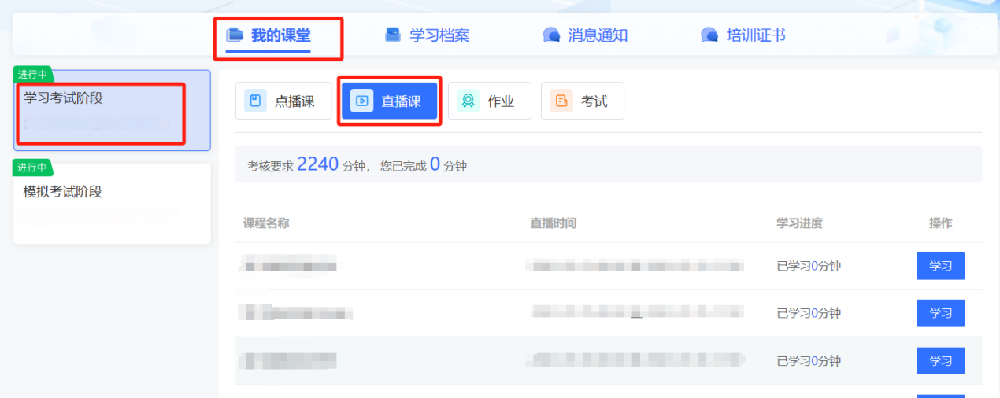 我的课堂 学习档案 消息通知 培训证书
进行中
学习考试阶段
进行中
模拟考试阶段
点播课 直播课 作业 考试
考核要求 2240 分钟， 您已完成 0 分钟
课程名称 直播时间 学习进度 操作
已学习0分钟 学习
已学习0分钟 学习
已学习0分钟 学习